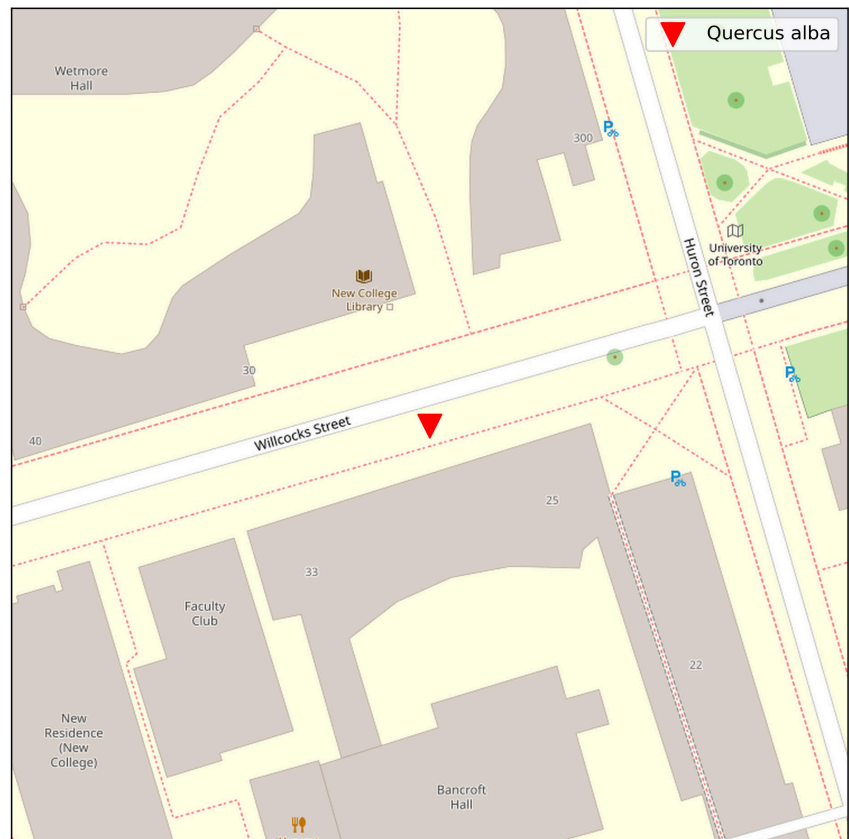 Quercus alba
Wetmore
Hall
300
University
of Toronto
Huron Street
New College
Library
30
40
Willcocks Street
25
33
Faculty
Club
22
New
Residence
(New
College)
Bancroft
Hall